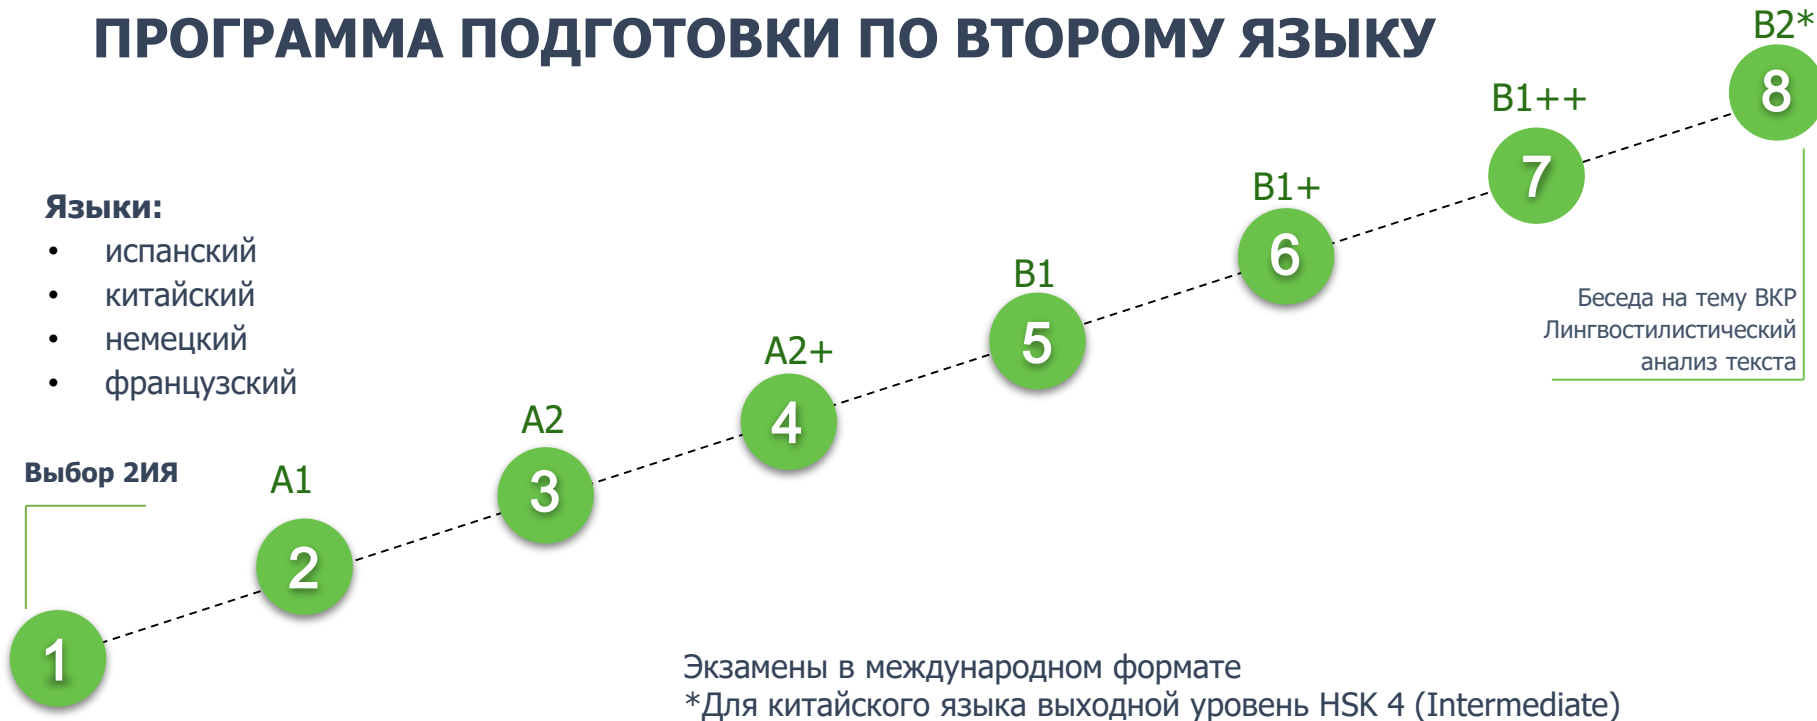 ПРОГРАММА ПОДГОТОВКИ ПО ВТОРОМУ ЯЗЫКУ
Языки:
• испанский
• китайский
• немецкий
• французский
Выбор 2ИЯ
1
A1
2
A2
3
A2+
4
B1
5
B1+
6
B1++
7
B2*
8
Беседа на тему ВКР
Лингвостилистический
анализ текста
Экзамены в международном формате
*Для китайского языка выходной уровень HSK 4 (Intermediate)